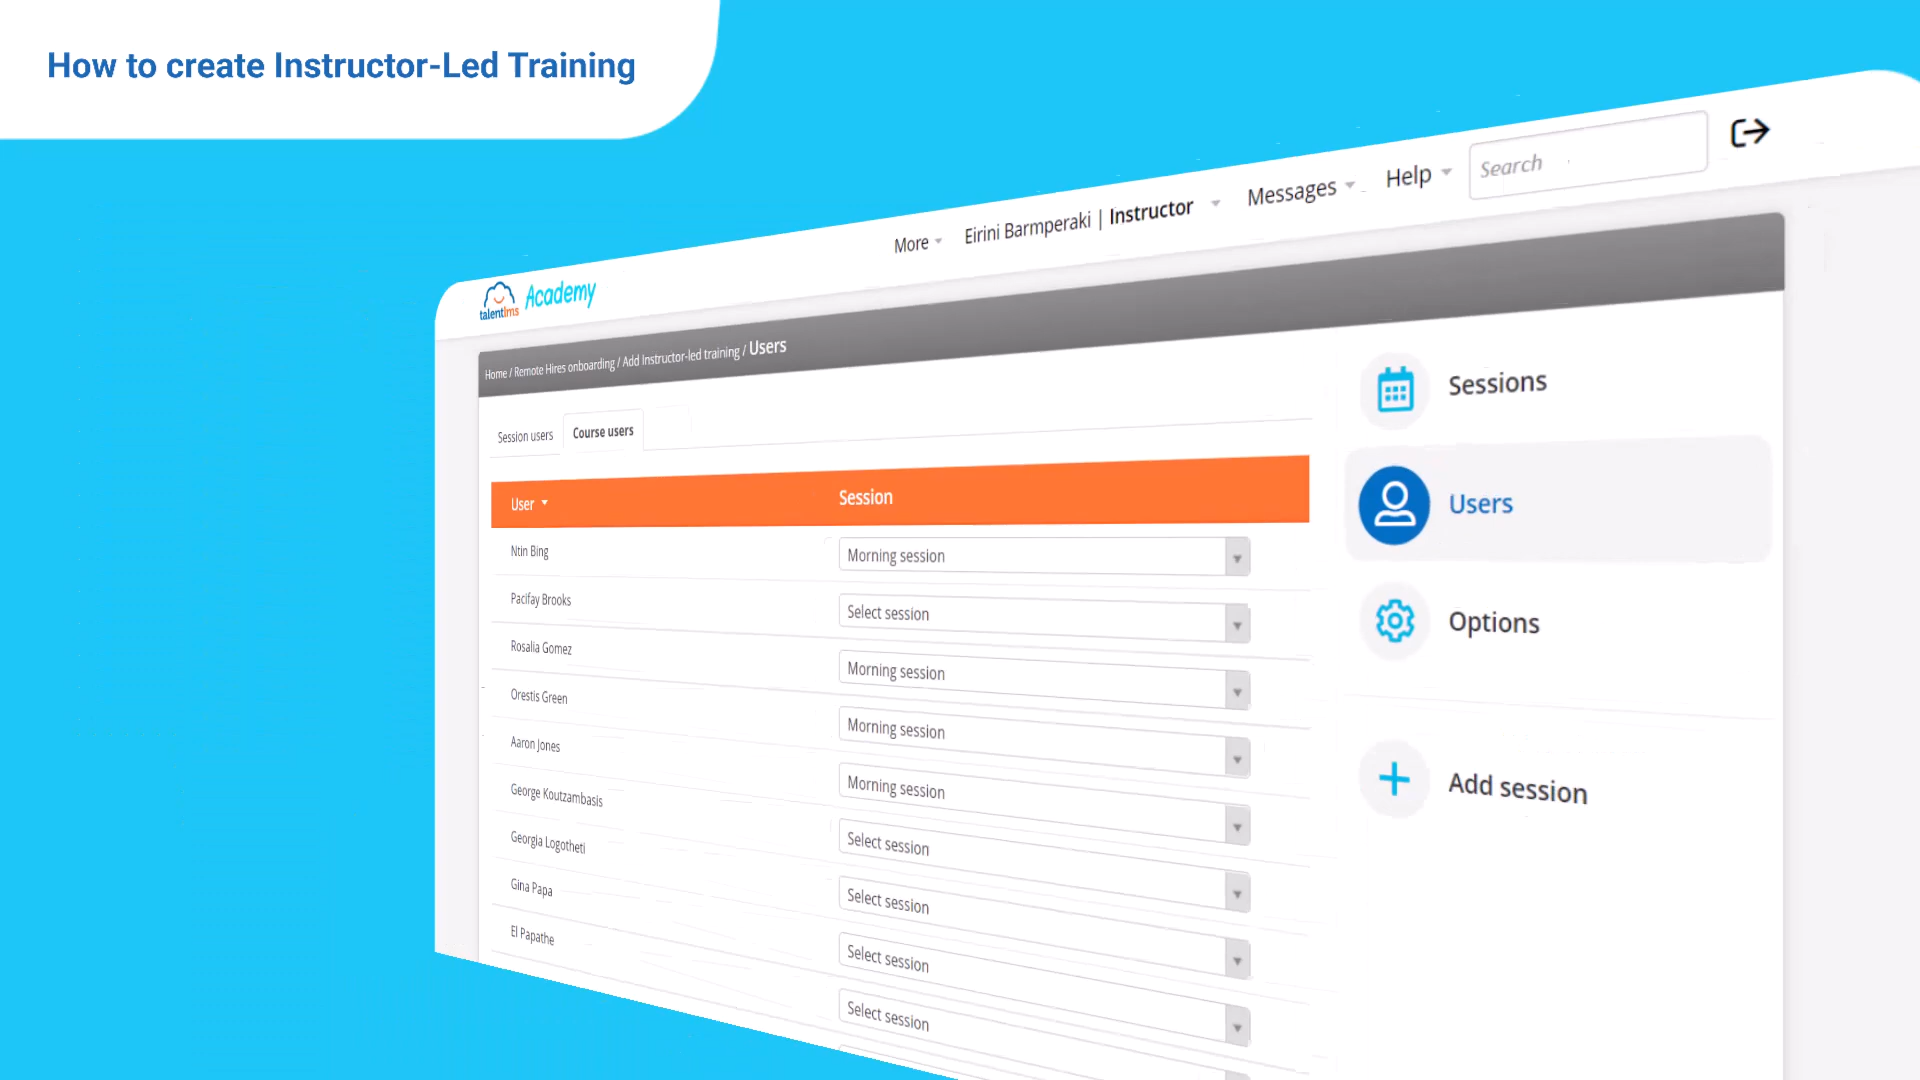 How to create Instructor-Led Training
More Eirini Barmperaki | Instructor Messages Help Search
talentlms Academy
Home / Remote Hires onboarding / Add Instructor-led training / Users
Session users Course users
User Session
Ntin Bing Morning session
Pacifay Brooks Select session
Rosalia Gomez Morning session
Orestis Green Morning session
Aaron Jones Morning session
George Koutzambasis Select session
Georgia Logotheti Select session
Gina Papa Select session
El Papathe Select session
Sessions
Users
Options
Add session